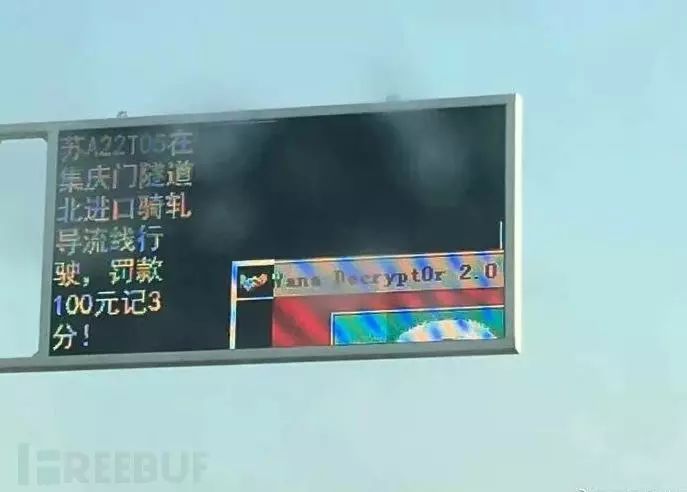 苏A22T05在
集庆门隧道
北进口骑轧
导流线行
驶，罚款
100元记3
分！
Wana Decrypt0r 2.0
REEBUF